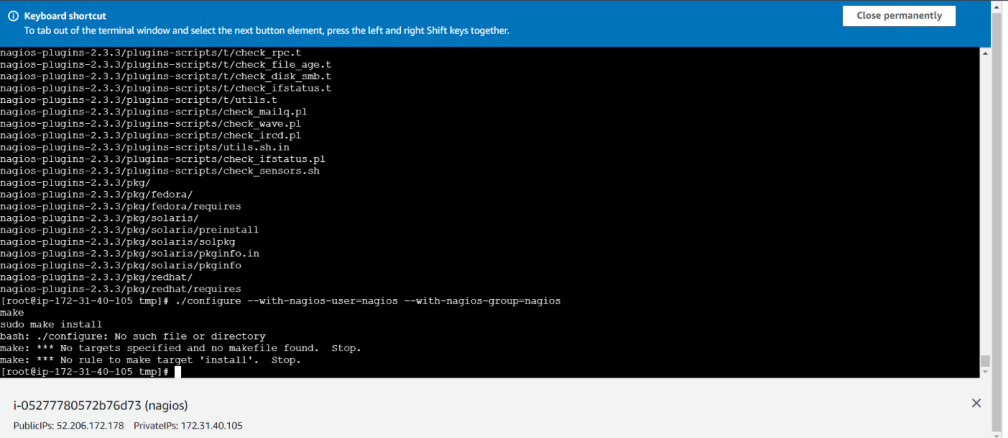 Keyboard shortcut
Close permanently
To tab out of the terminal window and select the next button element, press the left and right Shift keys together.
nagios-plugins-2.3.3/plugins-scripts/t/check_rpc.t
nagios-plugins-2.3.3/plugins-scripts/t/check_file_age.t
nagios-plugins-2.3.3/plugins-scripts/t/check_disk_smb.t
nagios-plugins-2.3.3/plugins-scripts/t/check_ifstatus.t
nagios-plugins-2.3.3/plugins-scripts/t/utils.t
nagios-plugins-2.3.3/plugins-scripts/check_mailq.pl
nagios-plugins-2.3.3/plugins-scripts/check_wave.pl
nagios-plugins-2.3.3/plugins-scripts/check_ircd.pl
nagios-plugins-2.3.3/plugins-scripts/utils.sh.in
nagios-plugins-2.3.3/plugins-scripts/check_ifstatus.pl
nagios-plugins-2.3.3/plugins-scripts/check_sensors.sh
nagios-plugins-2.3.3/pkg/
nagios-plugins-2.3.3/pkg/fedora/
nagios-plugins-2.3.3/pkg/fedora/requires
nagios-plugins-2.3.3/pkg/solaris/
nagios-plugins-2.3.3/pkg/solaris/preinstall
nagios-plugins-2.3.3/pkg/solaris/solpkg
nagios-plugins-2.3.3/pkg/solaris/pkginfo.in
nagios-plugins-2.3.3/pkg/solaris/pkginfo
nagios-plugins-2.3.3/pkg/redhat/
nagios-plugins-2.3.3/pkg/redhat/requires
[root@ip-172-31-40-105 tmp]# ./configure --with-nagios-user=nagios --with-nagios-group=nagios
make
sudo make install
bash: ./configure: No such file or directory
make: *** No targets specified and no makefile found.  Stop.
make: *** No rule to make target 'install'.  Stop.
[root@ip-172-31-40-105 tmp]#
i-05277780572b76d73 (nagios)
PublicIPs: 52.206.172.178 PrivateIPs: 172.31.40.105